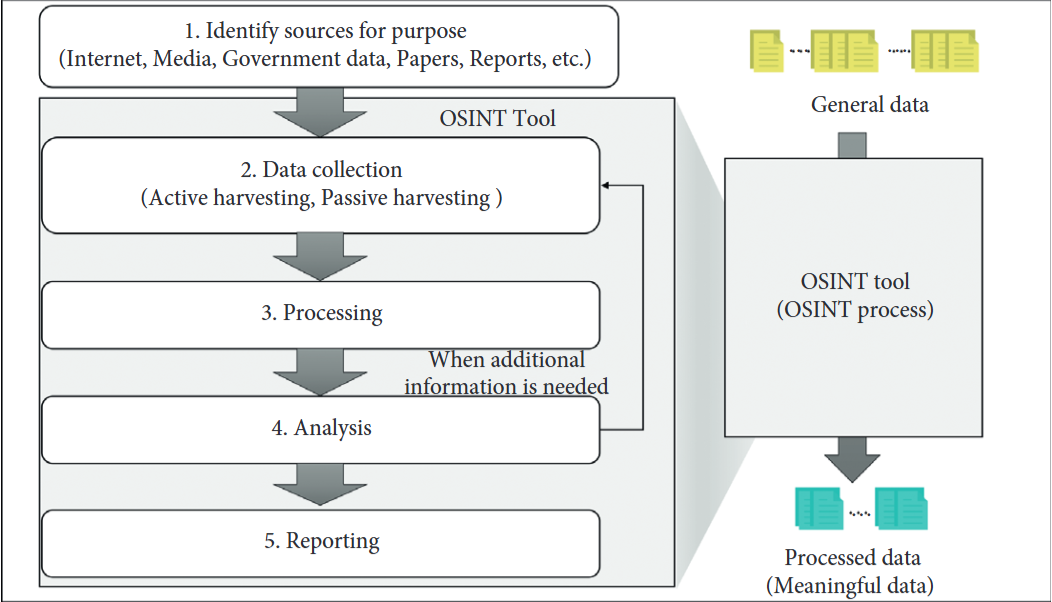 1. Identify sources for purpose
(Internet, Media, Government data, Papers, Reports, etc.)
OSINT Tool
2. Data collection
(Active harvesting, Passive harvesting )
3. Processing
When additional
information is needed
4. Analysis
5. Reporting
General data
OSINT tool
(OSINT process)
Processed data
(Meaningful data)